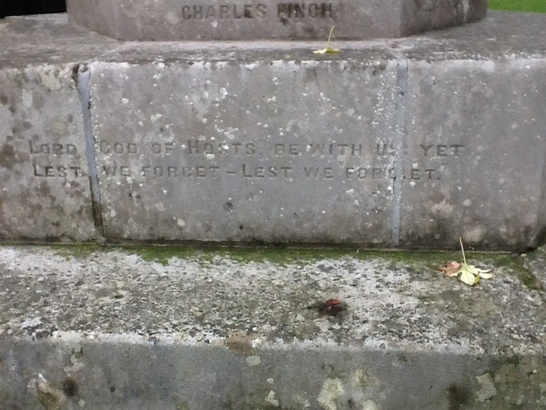 CHARLES FINCH
LORD GOD OF HOSTS, BE WITH US YET
LEST WE FORGET - LEST WE FORGET.